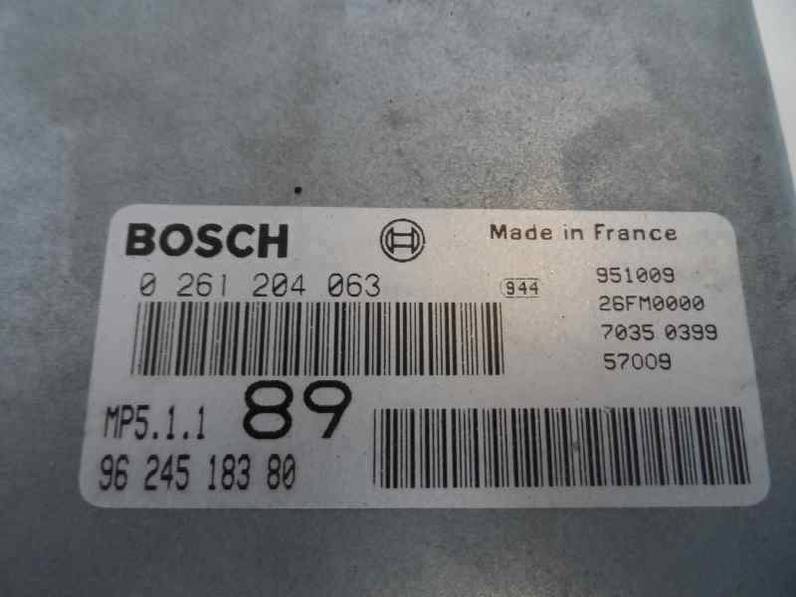 BOSCH Made in France
0 261 204 063 944 951009
26FM0000
7035 0399
57009
MP5.1.1 89
96 245 183 80